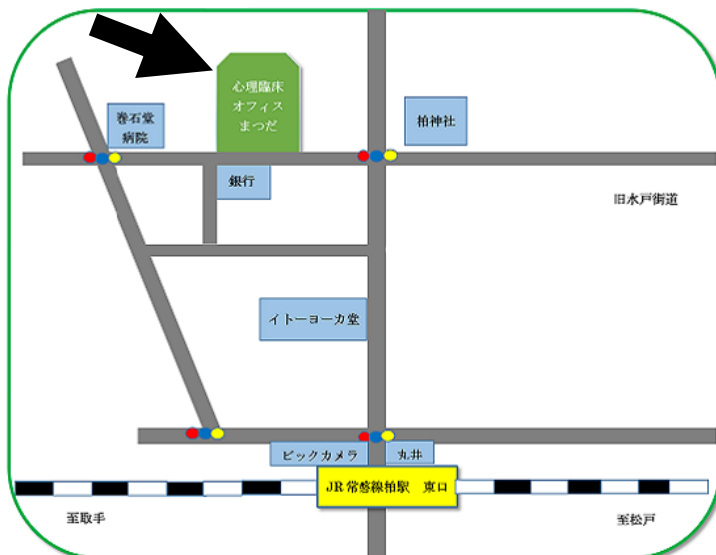 心理臨床
オフィス
まつだ
巻石堂
病院
柏神社
銀行
旧水戸街道
イトーヨーカ堂
ビックカメラ
丸井
JR常磐線柏駅 東口
至取手
至松戸